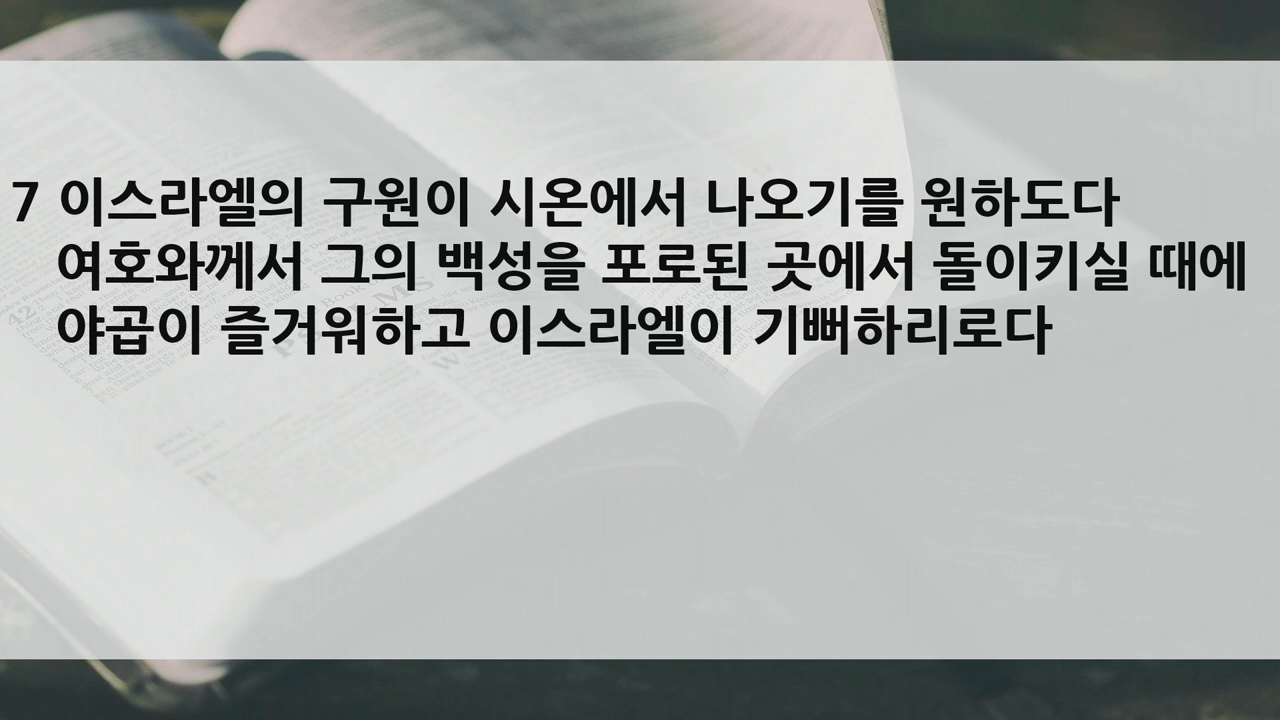 7 이스라엘의 구원이 시온에서 나오기를 원하도다
여호와께서 그의 백성을 포로된 곳에서 돌이키실 때에
야곱이 즐거워하고 이스라엘이 기뻐하리로다